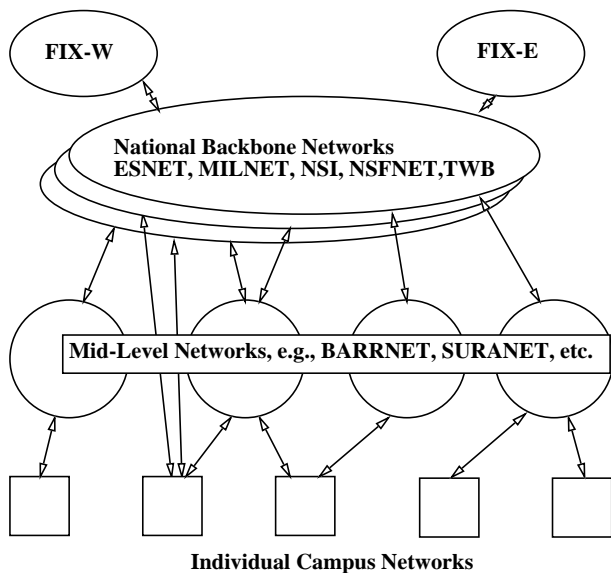 FIX-W
FIX-E
National Backbone Networks
ESNET, MILNET, NSI, NSFNET,TWB
Mid-Level Networks, e.g., BARRNET, SURANET, etc.
Individual Campus Networks